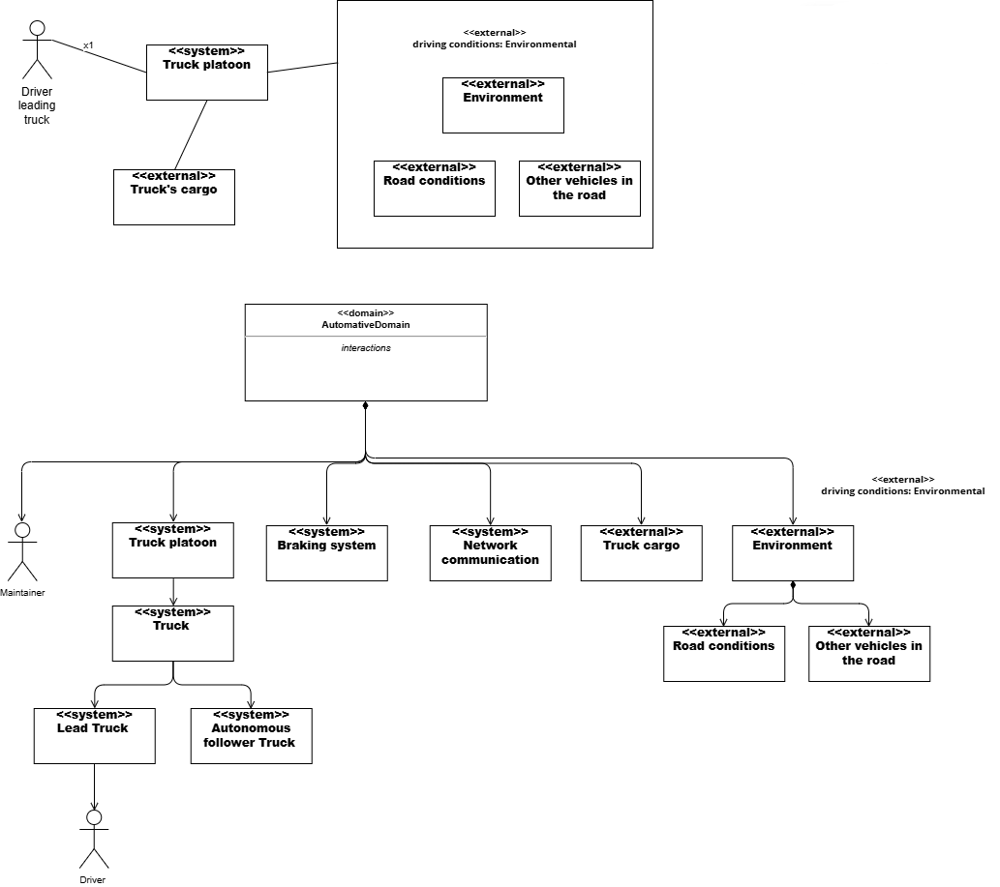 <<external>>
driving conditions: Environmental
x1
<<system>>
Truck platoon
<<external>>
Environment
Driver
leading
truck
<<external>>
Truck's cargo
<<external>>
Road conditions
<<external>>
Other vehicles in
the road
<<domain>>
AutomativeDomain
interactions
<<external>>
driving conditions: Environmental
Maintainer
<<system>>
Truck platoon
<<system>>
Braking system
<<system>>
Network
communication
<<external>>
Truck cargo
<<external>>
Environment
<<system>>
Truck
<<external>>
Road conditions
<<external>>
Other vehicles in
the road
<<system>>
Lead Truck
<<system>>
Autonomous
follower Truck
Driver